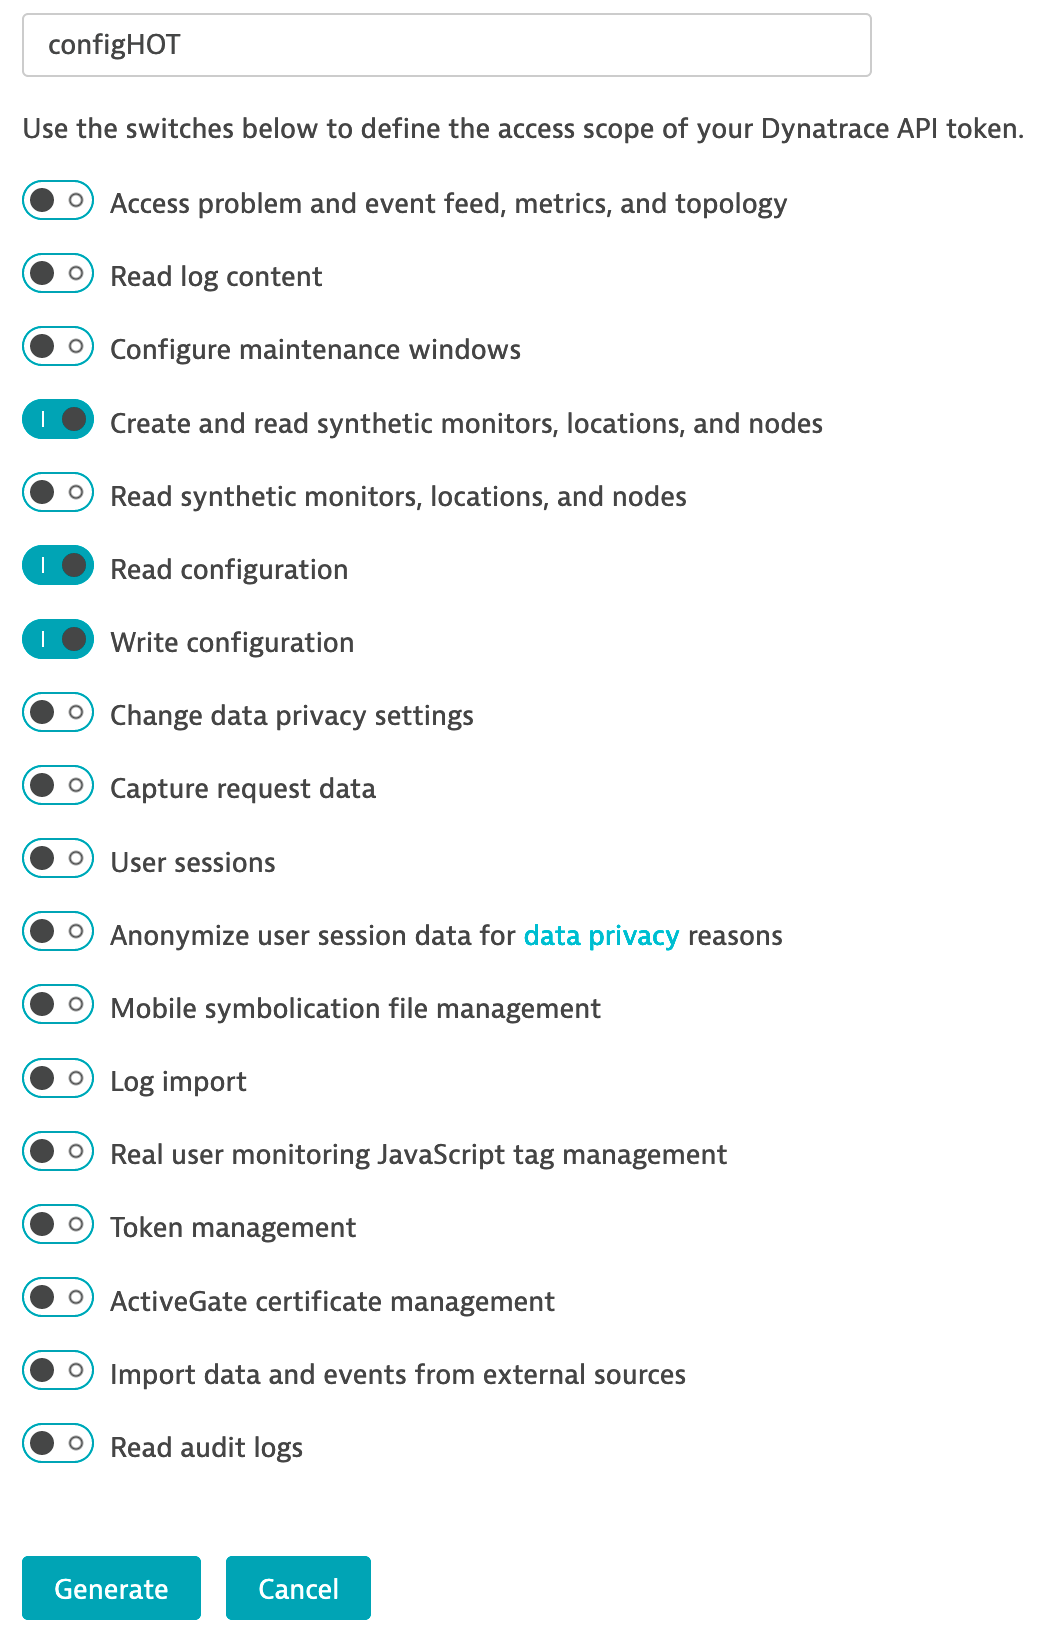 configHOT
Use the switches below to define the access scope of your Dynatrace API token.
Access problem and event feed, metrics, and topology
Read log content
Configure maintenance windows
Create and read synthetic monitors, locations, and nodes
Read synthetic monitors, locations, and nodes
Read configuration
Write configuration
Change data privacy settings
Capture request data
User sessions
Anonymize user session data for data privacy reasons
Mobile symbolication file management
Log import
Real user monitoring JavaScript tag management
Token management
ActiveGate certificate management
Import data and events from external sources
Read audit logs
Generate Cancel